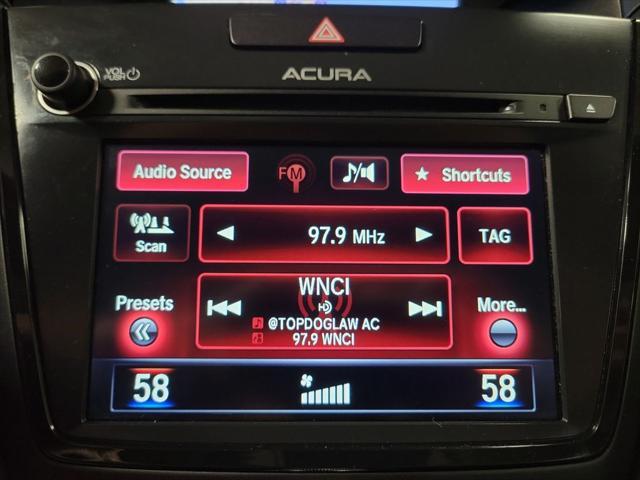 VOL
PUSH
ACURA
Audio Source
FM
Shortcuts
Scan
97.9 MHz
TAG
WNCI
HD
Presets
More...
@TOPDOGLAW AC
97.9 WNCI
58
58